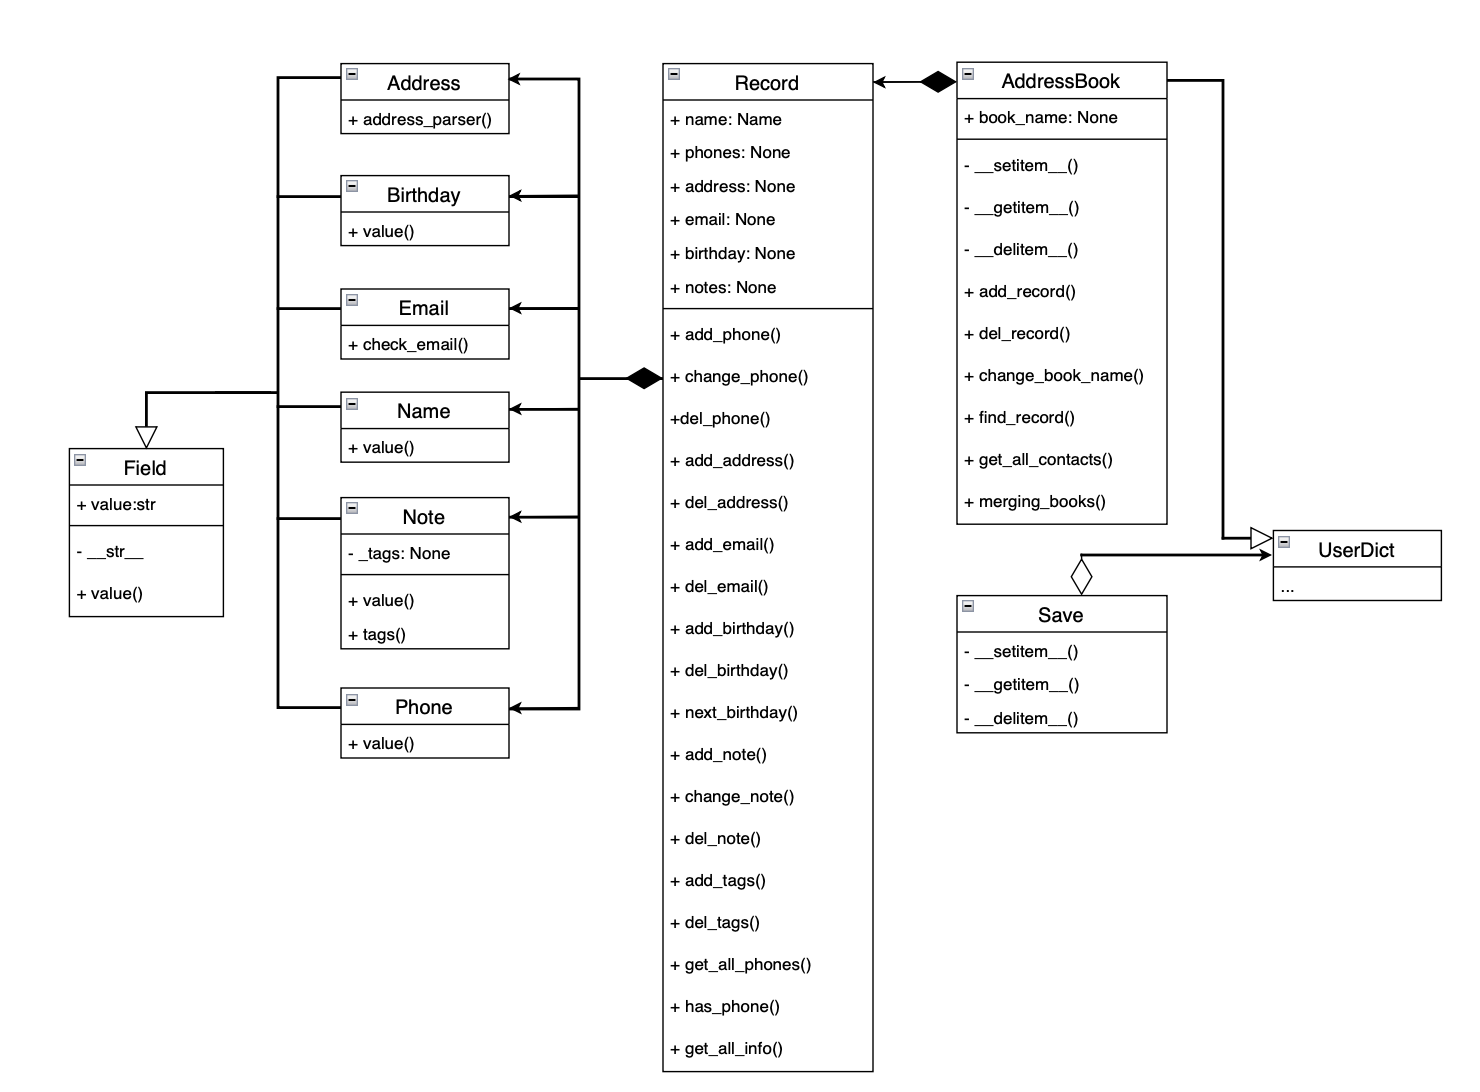 Address
+ address_parser()
Birthday
+ value()
Email
+ check_email()
Name
+ value()
Note
- _tags: None
+ value()
+ tags()
Phone
+ value()
Field
+ value:str
- __str__
+ value()
Record
+ name: Name
+ phones: None
+ address: None
+ email: None
+ birthday: None
+ notes: None
+ add_phone()
+ change_phone()
+del_phone()
+ add_address()
+ del_address()
+ add_email()
+ del_email()
+ add_birthday()
+ del_birthday()
+ next_birthday()
+ add_note()
+ change_note()
+ del_note()
+ add_tags()
+ del_tags()
+ get_all_phones()
+ has_phone()
+ get_all_info()
AddressBook
+ book_name: None
- __setitem__()
- __getitem__()
- __delitem__()
+ add_record()
+ del_record()
+ change_book_name()
+ find_record()
+ get_all_contacts()
+ merging_books()
UserDict
...
Save
- __setitem__()
- __getitem__()
- __delitem__()